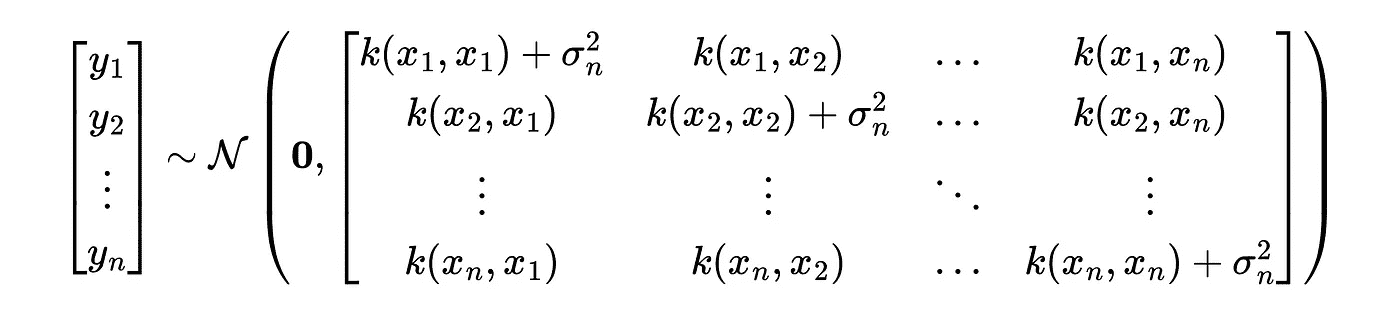 [y₁ y₂ ⋮ yₙ] ∼ 𝒩 ( 𝟎, [
k(x₁, x₁) + σₙ² k(x₁, x₂) … k(x₁, xₙ)
k(x₂, x₁) k(x₂, x₂) + σₙ² … k(x₂, xₙ)
⋮ ⋮ ⋱ ⋮
k(xₙ, x₁) k(xₙ, x₂) … k(xₙ, xₙ) + σₙ² ] )